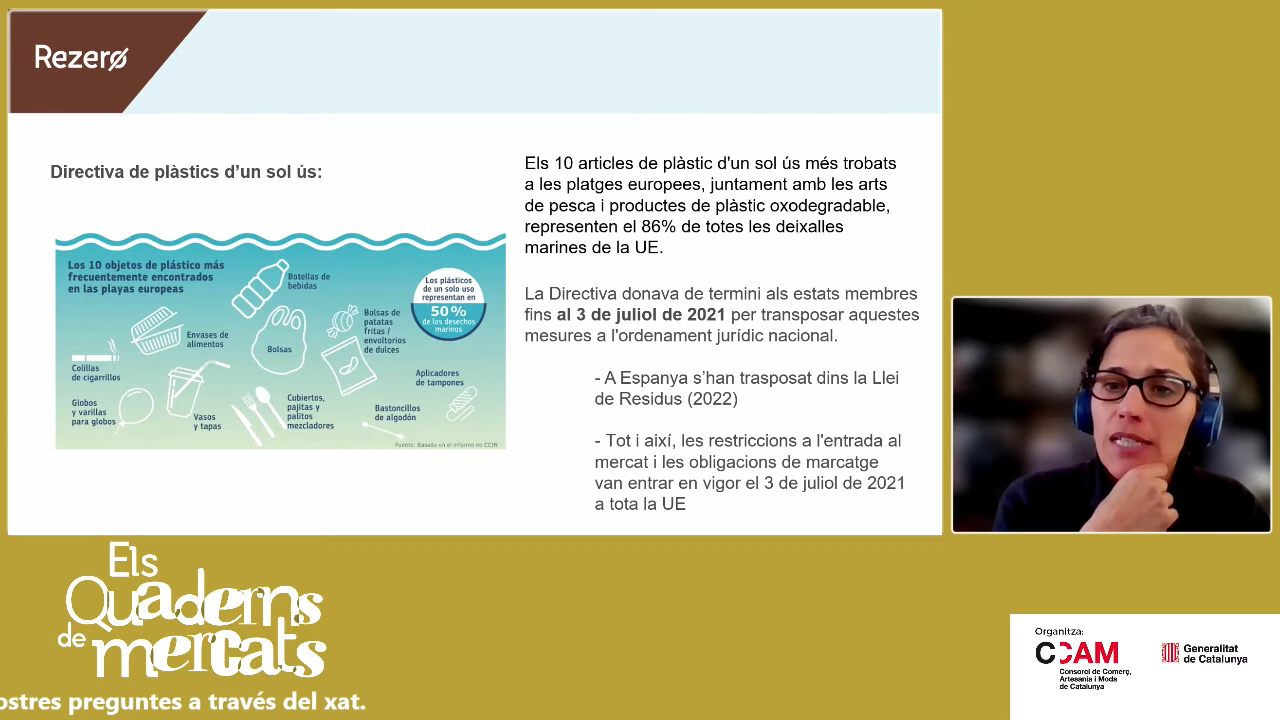 Rezero
Directiva de plàstics d'un sol ús:
Los 10 objetos de plástico más
frecuentemente encontrados
en las playas europeas
Botellas de
bebidas
Los plásticos
de un solo uso
representan en
50 %
de los desechos
marinos
Envases de
alimentos
Bolsas
Bolsas de
patatas
fritas /
envoltorios
de dulces
Colillas
de cigarrillos
Aplicadores
de tampones
Globos
y varillas
para globos
Vasos
y tapas
Cubiertos,
pajitas y
palitos
mezcladores
Bastoncillos
de algodón
Fuente: Basado en el informe de CCIN
Els 10 articles de plàstic d'un sol ús més trobats
a les platges europees, juntament amb les arts
de pesca i productes de plàstic oxodegradable,
representen el 86% de totes les deixalles
marines de la UE.
La Directiva donava de termini als estats membres
fins al 3 de juliol de 2021 per transposar aquestes
mesures a l'ordenament jurídic nacional.
- A Espanya s'han trasposat dins la Llei
de Residus (2022)
- Tot i així, les restriccions a l'entrada al
mercat i les obligacions de marcatge
van entrar en vigor el 3 de juliol de 2021
a tota la UE
Els
Quaderns
de mercats
ostres preguntes a través del xat.
Organitza:
CCAM
Consorci de Comerç,
Artesania i Moda
de Catalunya
Generalitat
de Catalunya